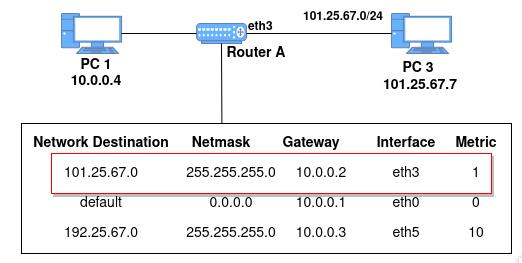 101.25.67.0/24
eth3
Router A
PC 1
10.0.0.4
PC 3
101.25.67.7
Network Destination Netmask Gateway Interface Metric
101.25.67.0 255.255.255.0 10.0.0.2 eth3 1
default 0.0.0.0 10.0.0.1 eth0 0
192.25.67.0 255.255.255.0 10.0.0.3 eth5 10